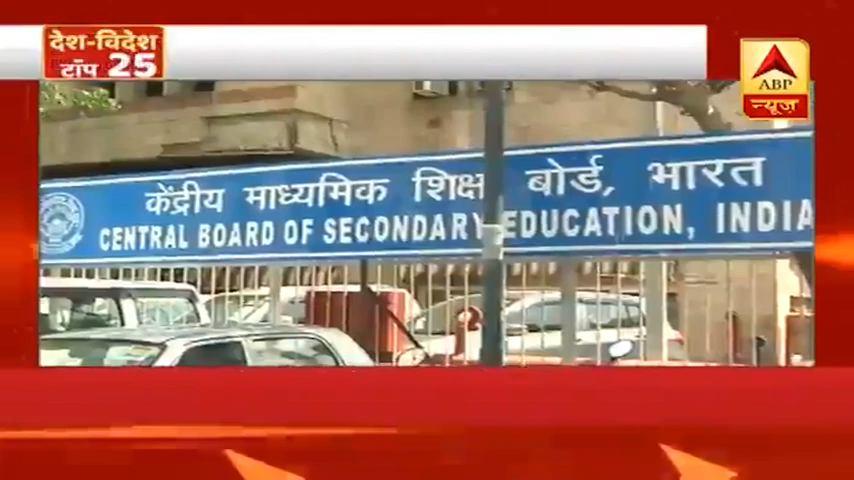 देश-विदेश
टॉप 25
ABP
न्यूज़
केंद्रीय माध्यमिक शिक्षा बोर्ड, भारत
CENTRAL BOARD OF SECONDARY EDUCATION, INDIA